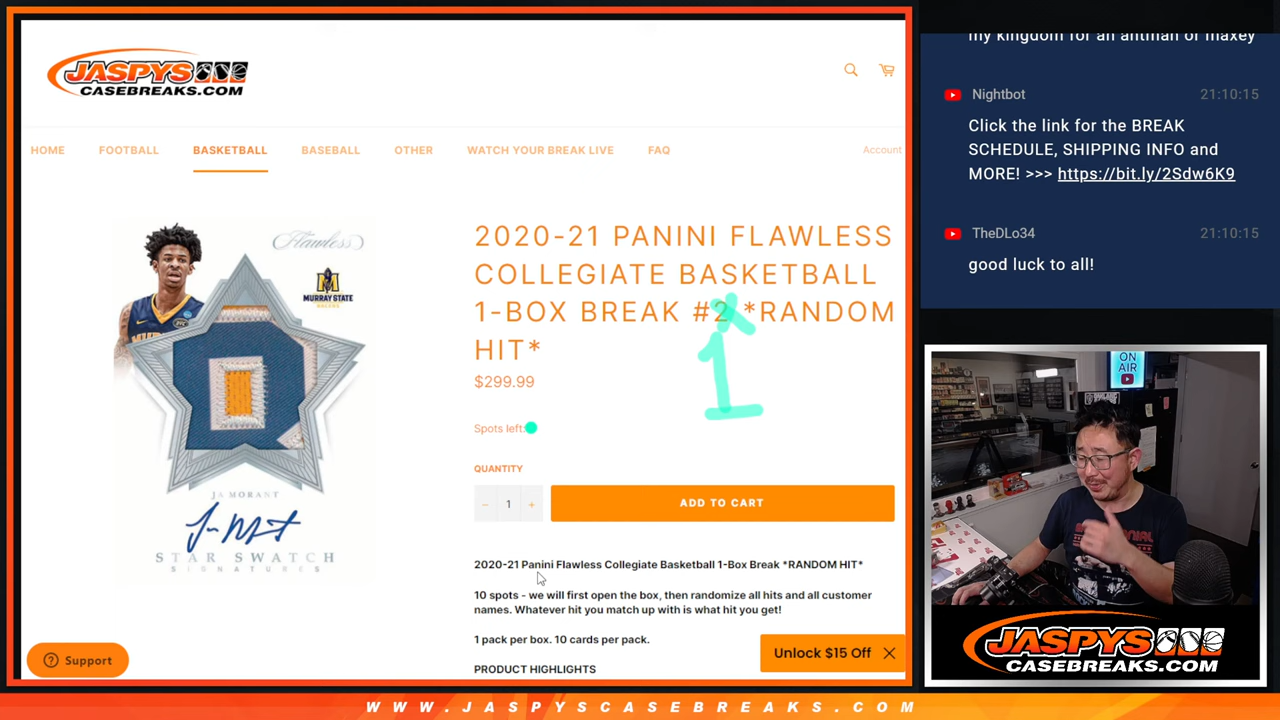 JASPYS
CASEBREAKS.COM
HOME FOOTBALL BASKETBALL BASEBALL OTHER WATCH YOUR BREAK LIVE FAQ Account
Flawless
MURRAY STATE
JA MORANT
STAR SWATCH
SIGNATURES
2020-21 PANINI FLAWLESS
COLLEGIATE BASKETBALL
1-BOX BREAK #2 *RANDOM
HIT*
$299.99
1
Spots left:
QUANTITY
− 1 +
ADD TO CART
2020-21 Panini Flawless Collegiate Basketball 1-Box Break *RANDOM HIT*
10 spots - we will first open the box, then randomize all hits and all customer
names. Whatever hit you match up with is what hit you get!
1 pack per box. 10 cards per pack.
PRODUCT HIGHLIGHTS
Support
Unlock $15 Off
my kingdom for an antman or maxey
Nightbot 21:10:15
Click the link for the BREAK
SCHEDULE, SHIPPING INFO and
MORE! >>> https://bit.ly/2Sdw6K9
TheDLo34 21:10:15
good luck to all!
ON
AIR
JASPYS
CASEBREAKS.COM
WWW.JASPYSCASEBREAKS.COM